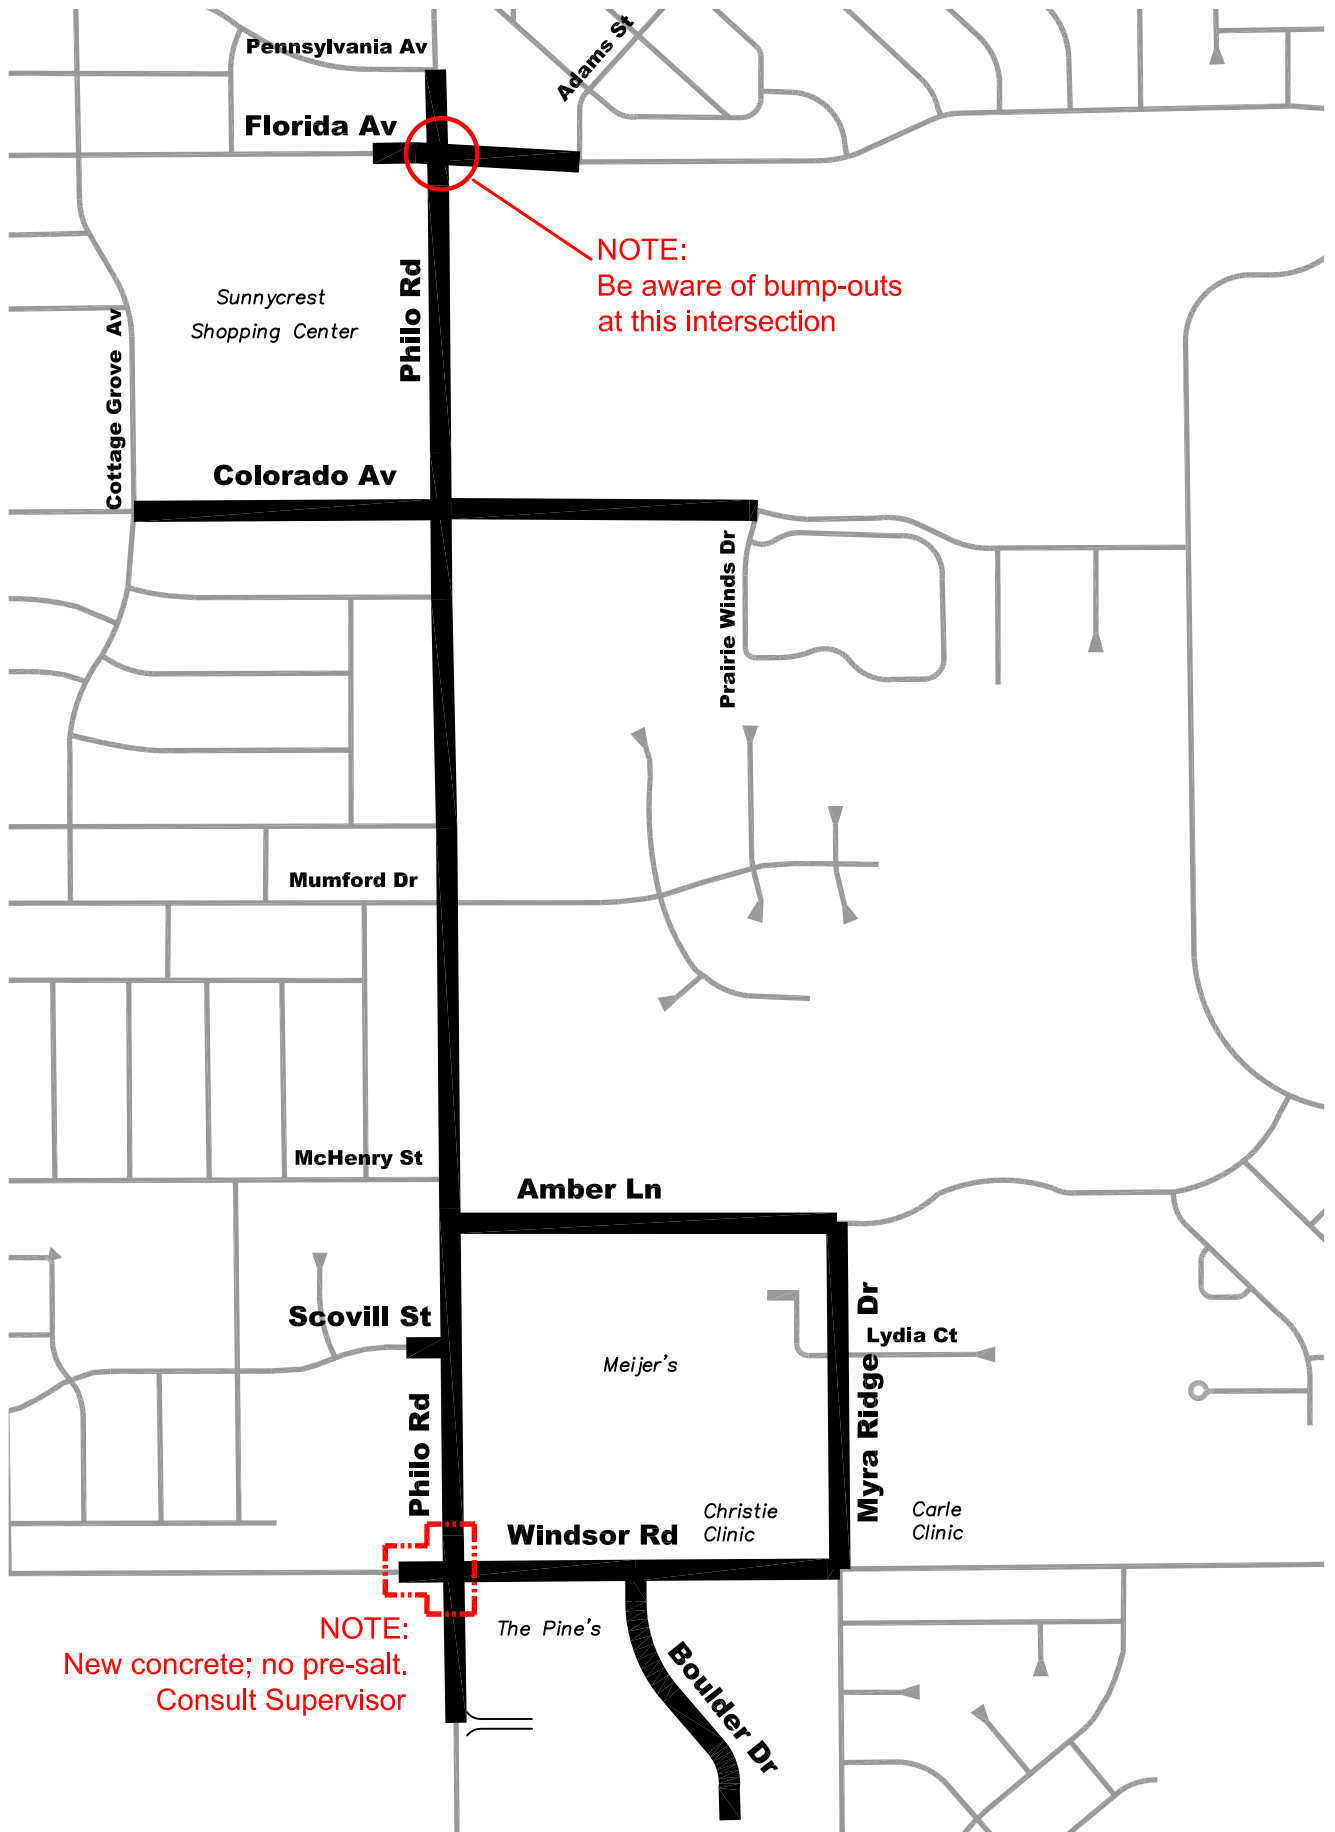 Pennsylvania Av
Adams St
Florida Av
NOTE:
Be aware of bump-outs
at this intersection
Philo Rd
Sunnycrest
Shopping Center
Cottage Grove Av
Colorado Av
Prairie Winds Dr
Mumford Dr
McHenry St
Amber Ln
Scovill St
Myra Ridge Dr
Lydia Ct
Meijer's
Philo Rd
Christie
Clinic
Carle
Clinic
Windsor Rd
NOTE:
New concrete; no pre-salt.
Consult Supervisor
The Pine's
Boulder Dr